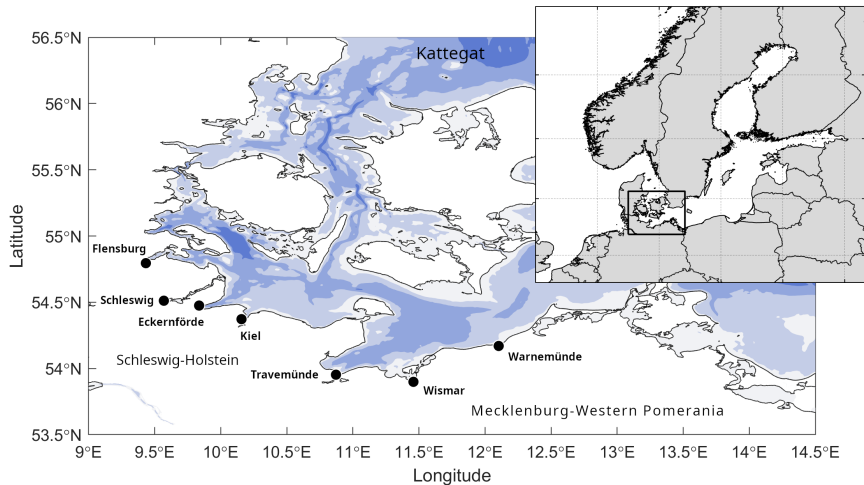 56.5°N
Kattegat
56°N
55.5°N
Latitude
55°N
Flensburg
54.5°N
Schleswig
Eckernförde
Kiel
Schleswig-Holstein
54°N
Travemünde
Warnemünde
Wismar
Mecklenburg-Western Pomerania
53.5°N
9°E 9.5°E 10°E 10.5°E 11°E 11.5°E 12°E 12.5°E 13°E 13.5°E 14°E 14.5°E
Longitude